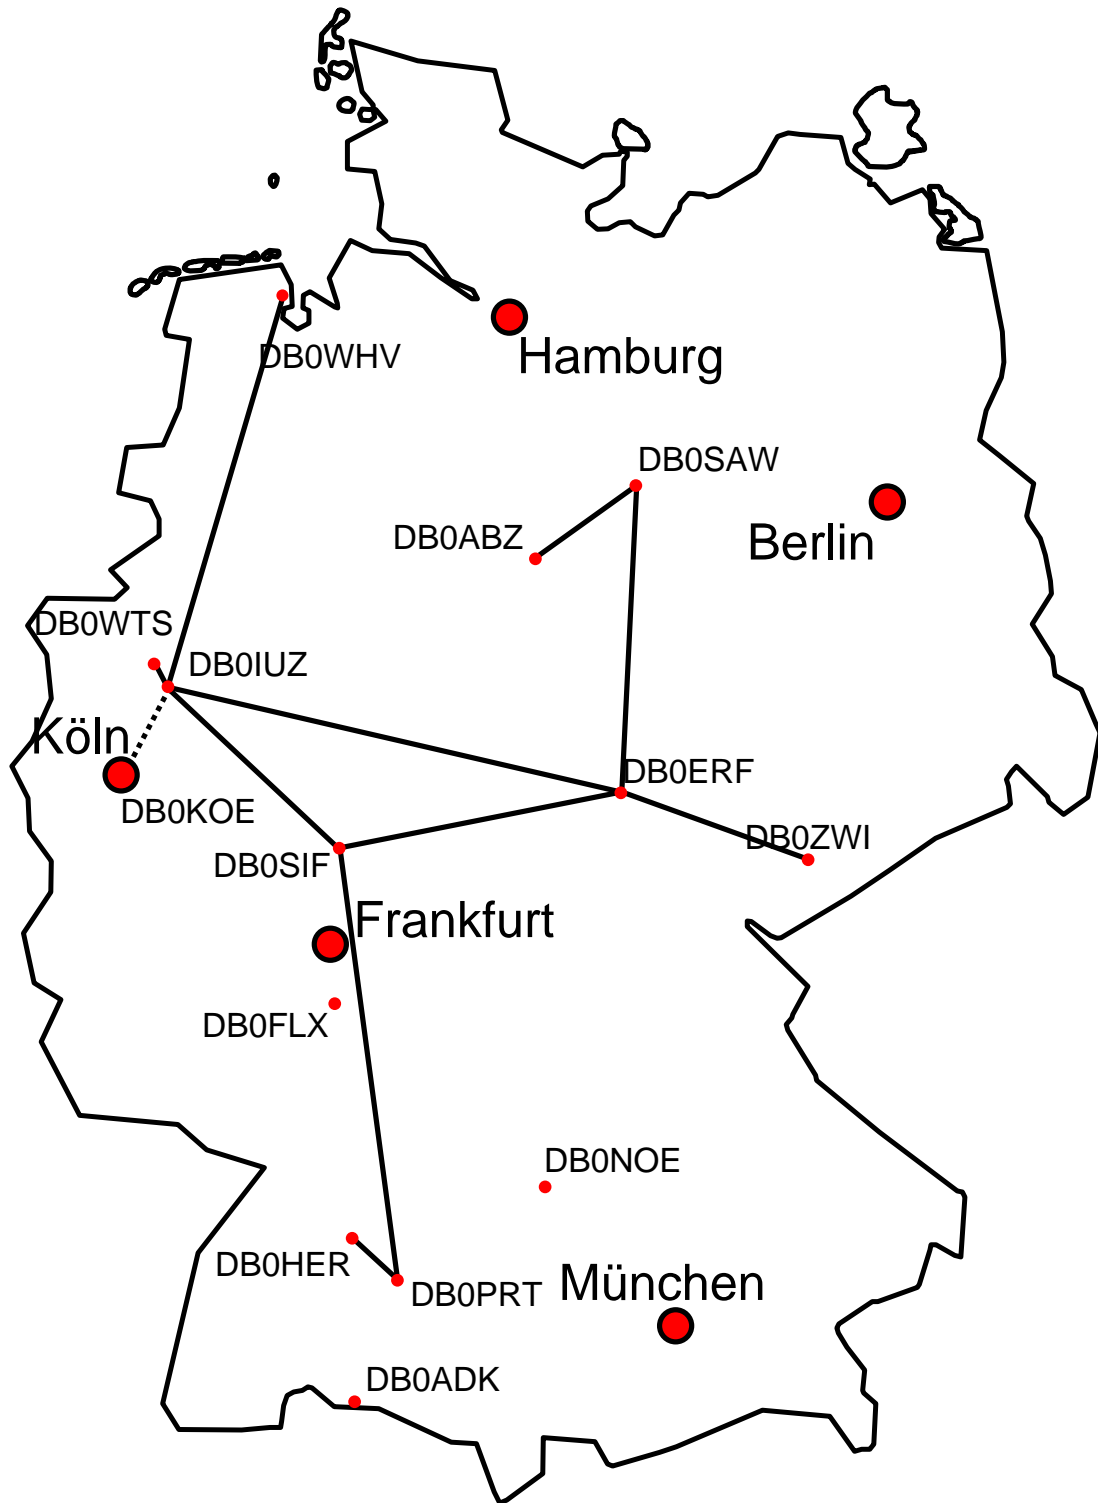 DB0WHV
Hamburg
DB0SAW
DB0ABZ
Berlin
DB0WTS
DB0IUZ
Köln
DB0ERF
DB0KOE
DB0ZWI
DB0SIF
Frankfurt
DB0FLX
DB0NOE
DB0HER
München
DB0PRT
DB0ADK